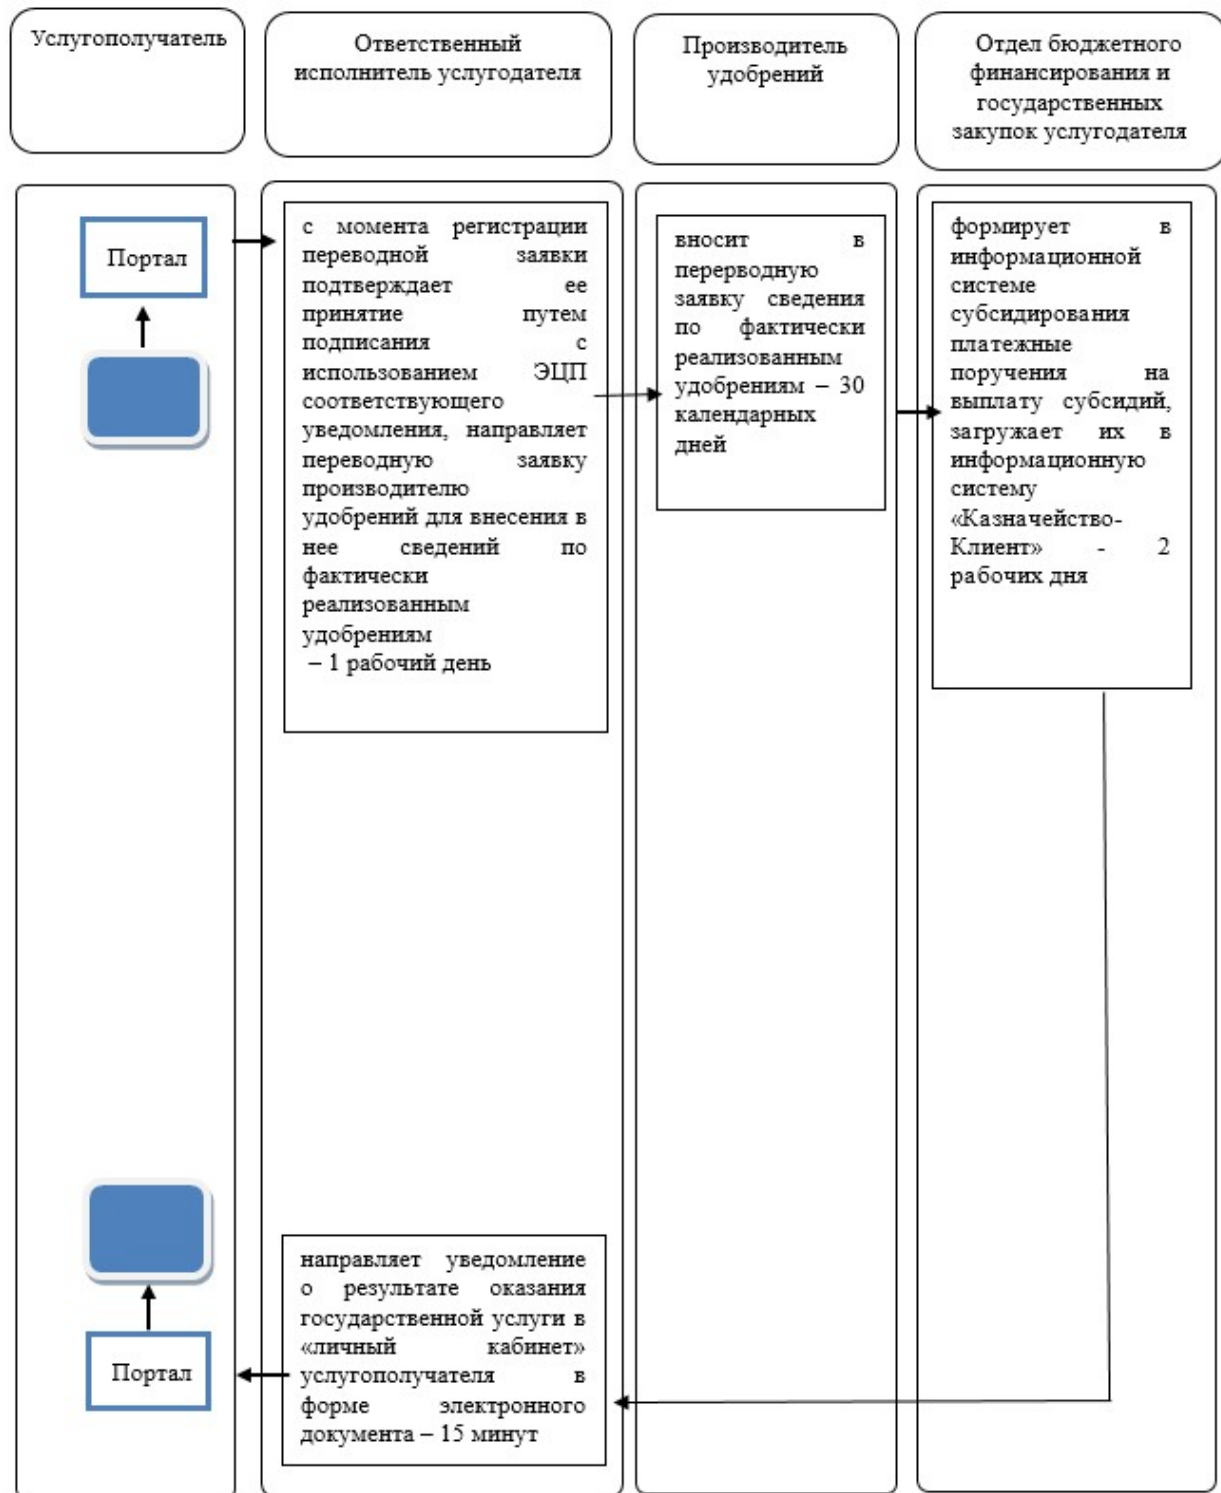 Услугополучатель
Ответственный
исполнитель услугодателя
Производитель
удобрений
Отдел бюджетного
финансирования и
государственных
закупок услугодателя
Портал
с момента регистрации
переводной заявки
подтверждает ее
принятие путем
подписания с
использованием ЭЦП
соответствующего
уведомления, направляет
переводную заявку
производителю
удобрений для внесения в
нее сведений по
фактически
реализованным
удобрениям
– 1 рабочий день
вносит в
перерводную
заявку сведения
по фактически
реализованным
удобрениям – 30
календарных
дней
формирует в
информационной
системе
субсидирования
платежные
поручения на
выплату субсидий,
загружает их в
информационную
систему
«Казначейство-
Клиент» - 2
рабочих дня
направляет уведомление
о результате оказания
государственной услуги в
«личный кабинет»
услугополучателя в
форме электронного
документа – 15 минут
Портал